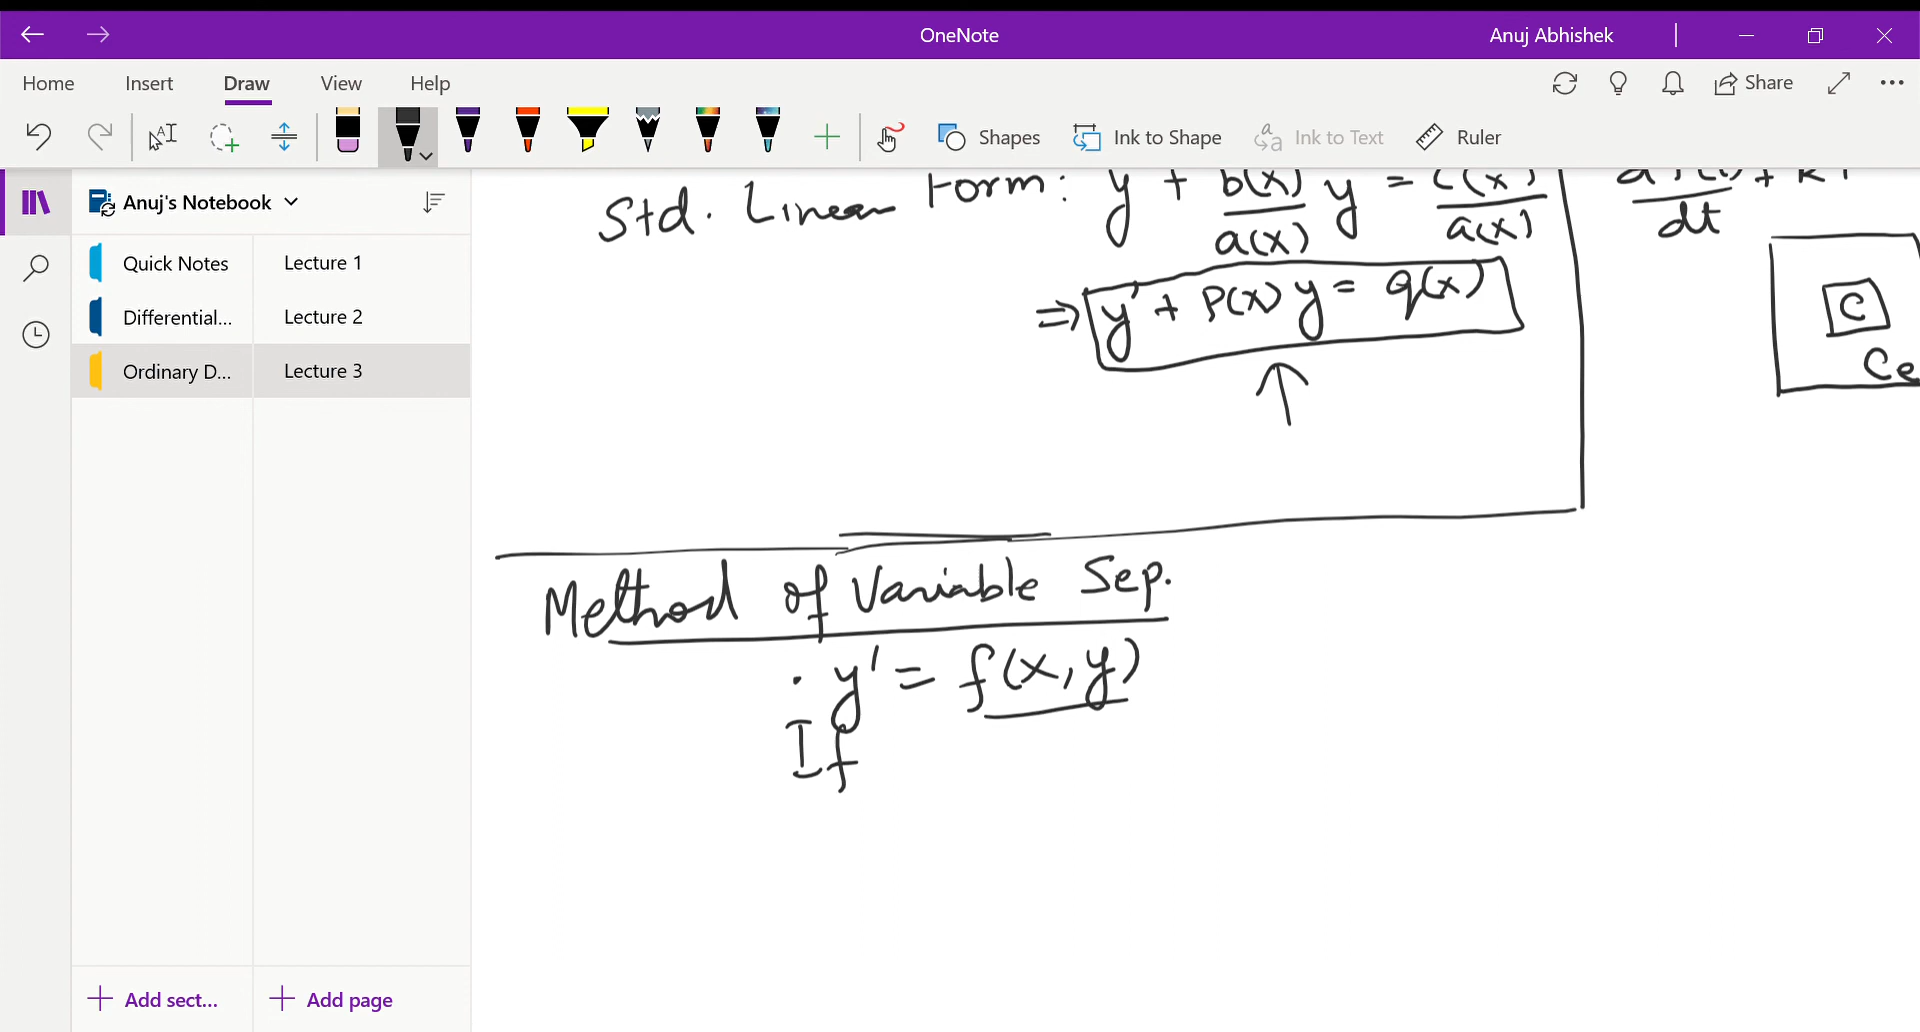 OneNote
Anuj Abhishek
Home Insert Draw View Help
Share
Shapes Ink to Shape Ink to Text Ruler
Anuj's Notebook
Quick Notes
Differential...
Ordinary D...
Lecture 1
Lecture 2
Lecture 3
Add sect...
Add page
Std. Linear Form: y' + b(x)/a(x) y = c(x)/a(x)
⇒ y' + P(x) y = q(x)
↑
dt
C
Ce
Method of Variable Sep.
· y' = f(x, y)
If